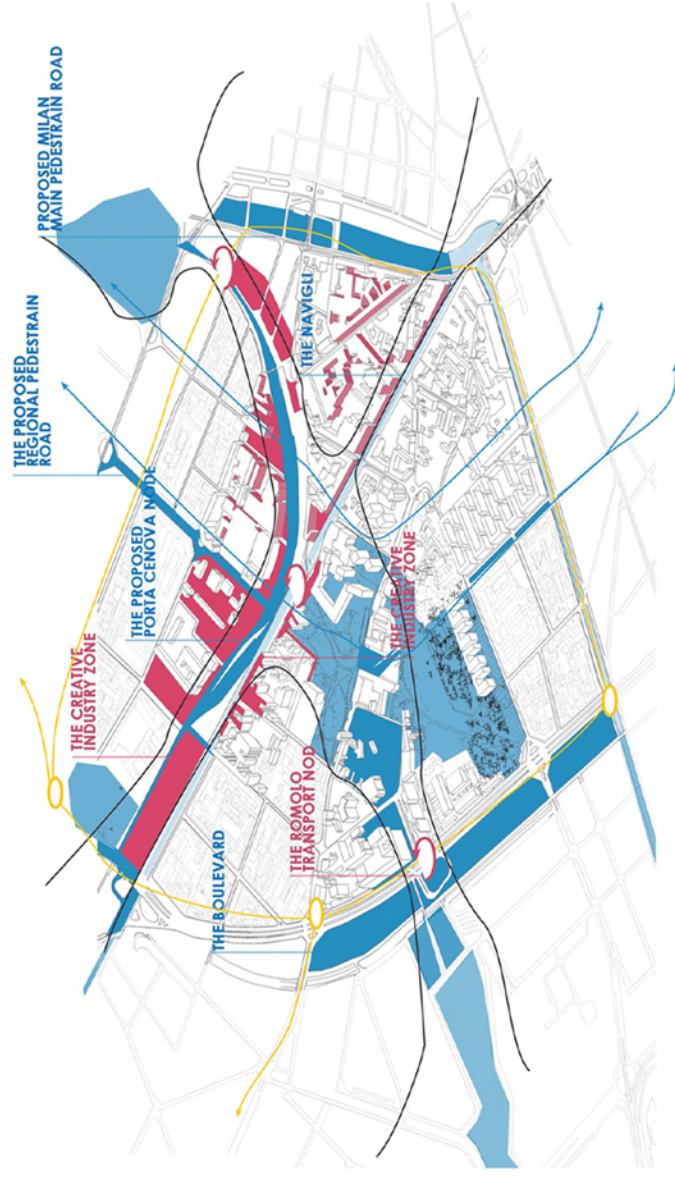 THE PROPOSED
REGIONAL PEDESTRAIN
ROAD
PROPOSED MILAN
MAIN PEDESTRAIN ROAD
THE CREATIVE
INDUSTRY ZONE
THE PROPOSED
PORTA CENOVA NODE
THE NAVIGLI
THE BOULEVARD
THE ROMOLO
TRANSPORT NOD
THE CREATIVE
INDUSTRY ZONE